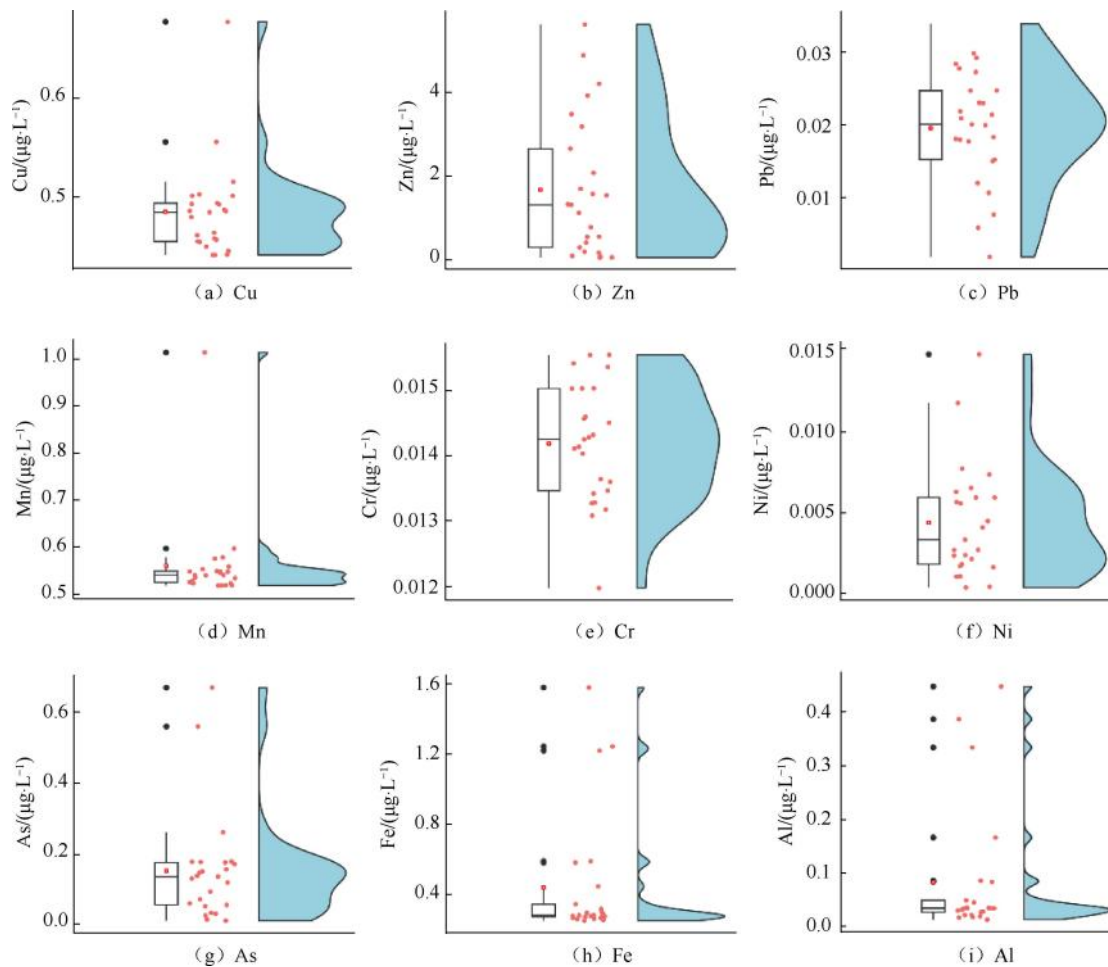 Cu/(μg·L⁻¹)
0.6
0.5
(a) Cu
Zn/(μg·L⁻¹)
4
2
0
(b) Zn
Pb/(μg·L⁻¹)
0.03
0.02
0.01
(c) Pb
Mn/(μg·L⁻¹)
1.0
0.9
0.8
0.7
0.6
0.5
(d) Mn
Cr/(μg·L⁻¹)
0.015
0.014
0.013
0.012
(e) Cr
Ni/(μg·L⁻¹)
0.015
0.010
0.005
0.000
(f) Ni
As/(μg·L⁻¹)
0.6
0.4
0.2
0.0
(g) As
Fe/(μg·L⁻¹)
1.6
1.2
0.8
0.4
(h) Fe
Al/(μg·L⁻¹)
0.4
0.3
0.2
0.1
0.0
(i) Al